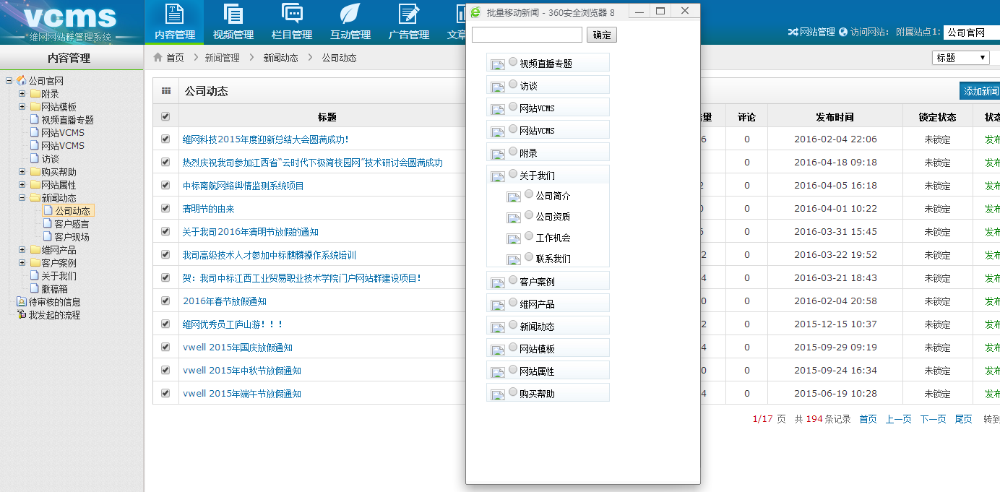 vcms
维网网站群管理系统
内容管理
视频管理
栏目管理
互动管理
广告管理
网站管理
访问网站:
附属站点1:
公司官网
批量移动新闻 - 360安全浏览器 8
确定
内容管理
首页 > 新闻管理 > 新闻动态 > 公司动态
标题
公司官网
附录
网站模板
视频直播专题
网站VCMS
网站VCMS
访谈
购买帮助
网站属性
新闻动态
公司动态
客户感言
客户现场
维网产品
客户案例
关于我们
撤稿箱
待审核的信息
我发起的流程
公司动态
添加新闻
标题 评论 发布时间 锁定状态
维网科技2015年度迎新总结大会圆满成功! 6 0 2016-02-04 22:06 未锁定 发布
热烈庆祝我司参加江西省“云时代下极简校园网”技术研讨会圆满成功 0 2016-04-18 09:18 未锁定 发布
中标南航网络舆情监测系统项目 2 0 2016-04-05 16:18 未锁定 发布
清明节的由来 0 2016-04-01 10:22 未锁定 发布
关于我司2016年清明节放假的通知 0 2016-03-31 15:45 未锁定 发布
我司高级技术人才参加中标麒麟操作系统培训 2 0 2016-03-22 19:52 未锁定 发布
贺：我司中标江西工业贸易职业技术学院门户网站群建设项目! 4 0 2016-03-21 18:43 未锁定 发布
2016年春节放假通知 0 0 2016-02-04 20:58 未锁定 发布
维网优秀员工庐山游！！！ 2 0 2015-12-15 10:37 未锁定 发布
vwell 2015年国庆放假通知 4 0 2015-09-29 09:19 未锁定 发布
vwell 2015年中秋节放假通知 0 0 2015-09-24 16:34 未锁定 发布
vwell 2015年端午节放假通知 4 0 2015-06-19 10:28 未锁定 发布
1/17 页 共 194 条记录 首页 上一页 下一页 尾页 转到
视频直播专题
访谈
网站VCMS
网站VCMS
附录
关于我们
公司简介
公司资质
工作机会
联系我们
客户案例
维网产品
新闻动态
网站模板
网站属性
购买帮助